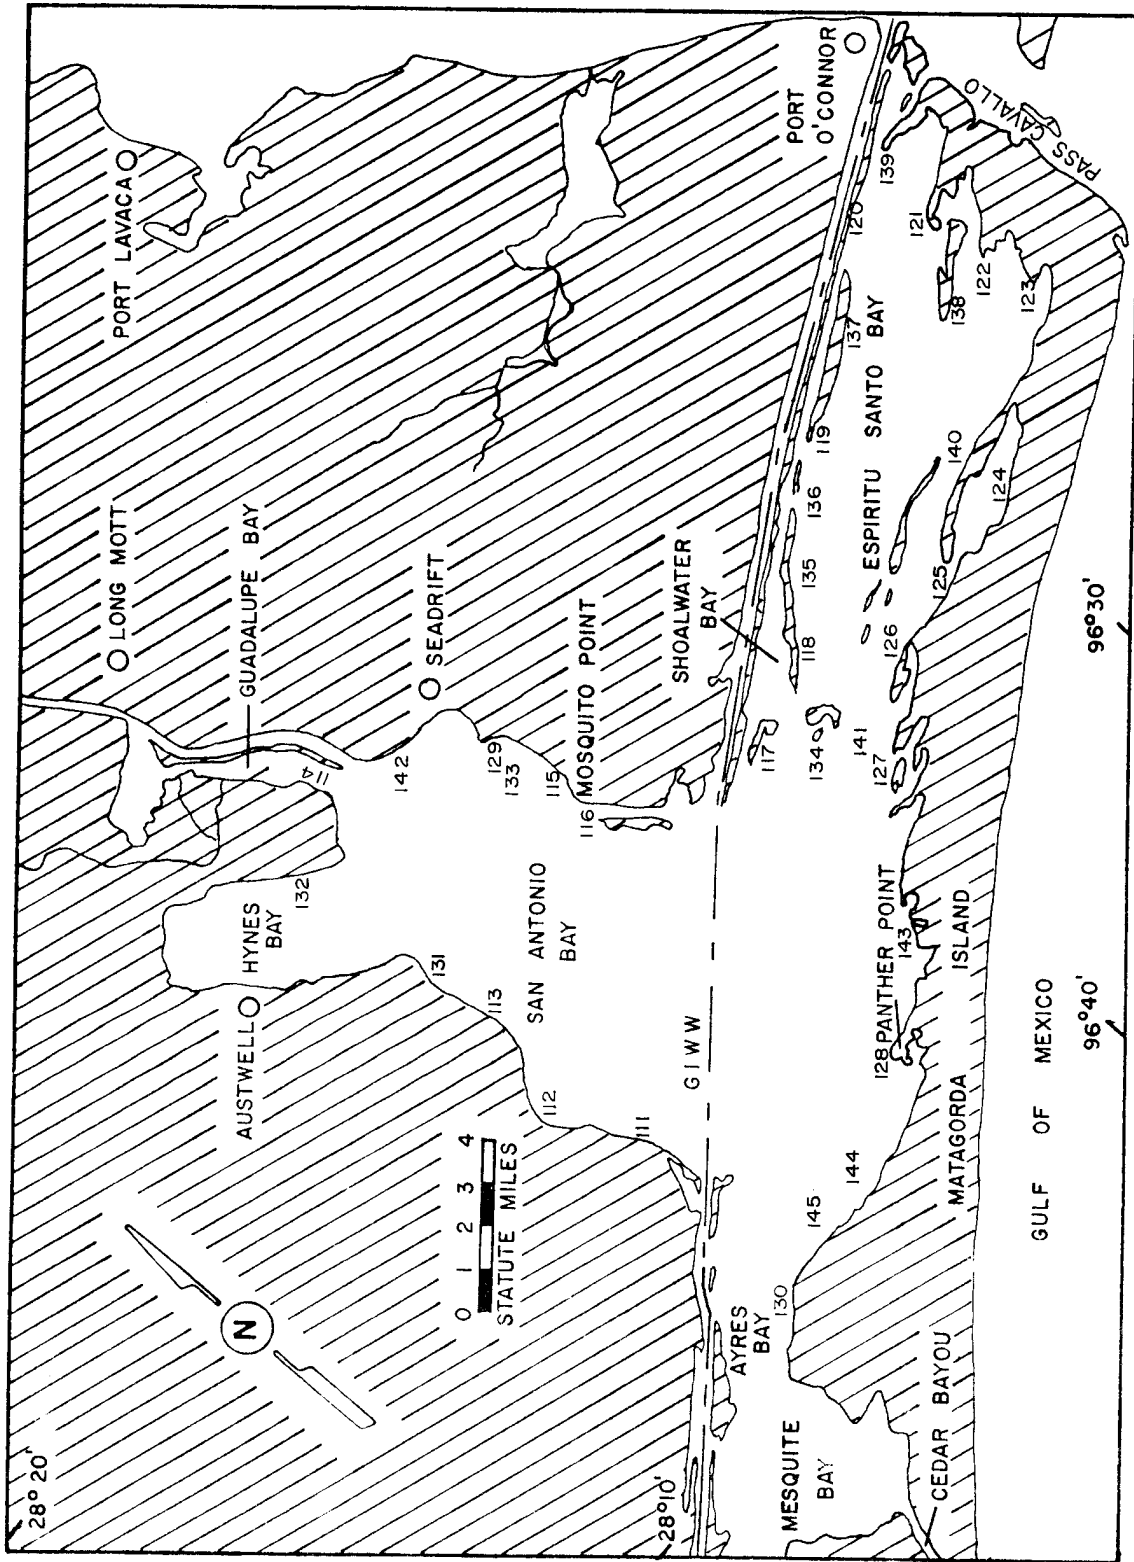 28°20'
28°10'
96°30'
96°40'
PORT LAVACA
LONG MOTT
GUADALUPE BAY
SEADRIFT
AUSTWELL
HYNES
BAY
SAN ANTONIO
BAY
MOSQUITO POINT
SHOALWATER
BAY
PORT
O'CONNOR
PASS CAVALLO
ESPIRITU SANTO BAY
GIWW
PANTHER POINT
MATAGORDA ISLAND
GULF OF MEXICO
AYRES
BAY
MESQUITE
BAY
CEDAR BAYOU
N
0 1 2 3 4
STATUTE MILES
111
112
113
114
115
116
117
118
119
120
121
122
123
124
125
126
127
128
129
130
131
132
133
134
135
136
137
138
139
140
141
142
143
144
145